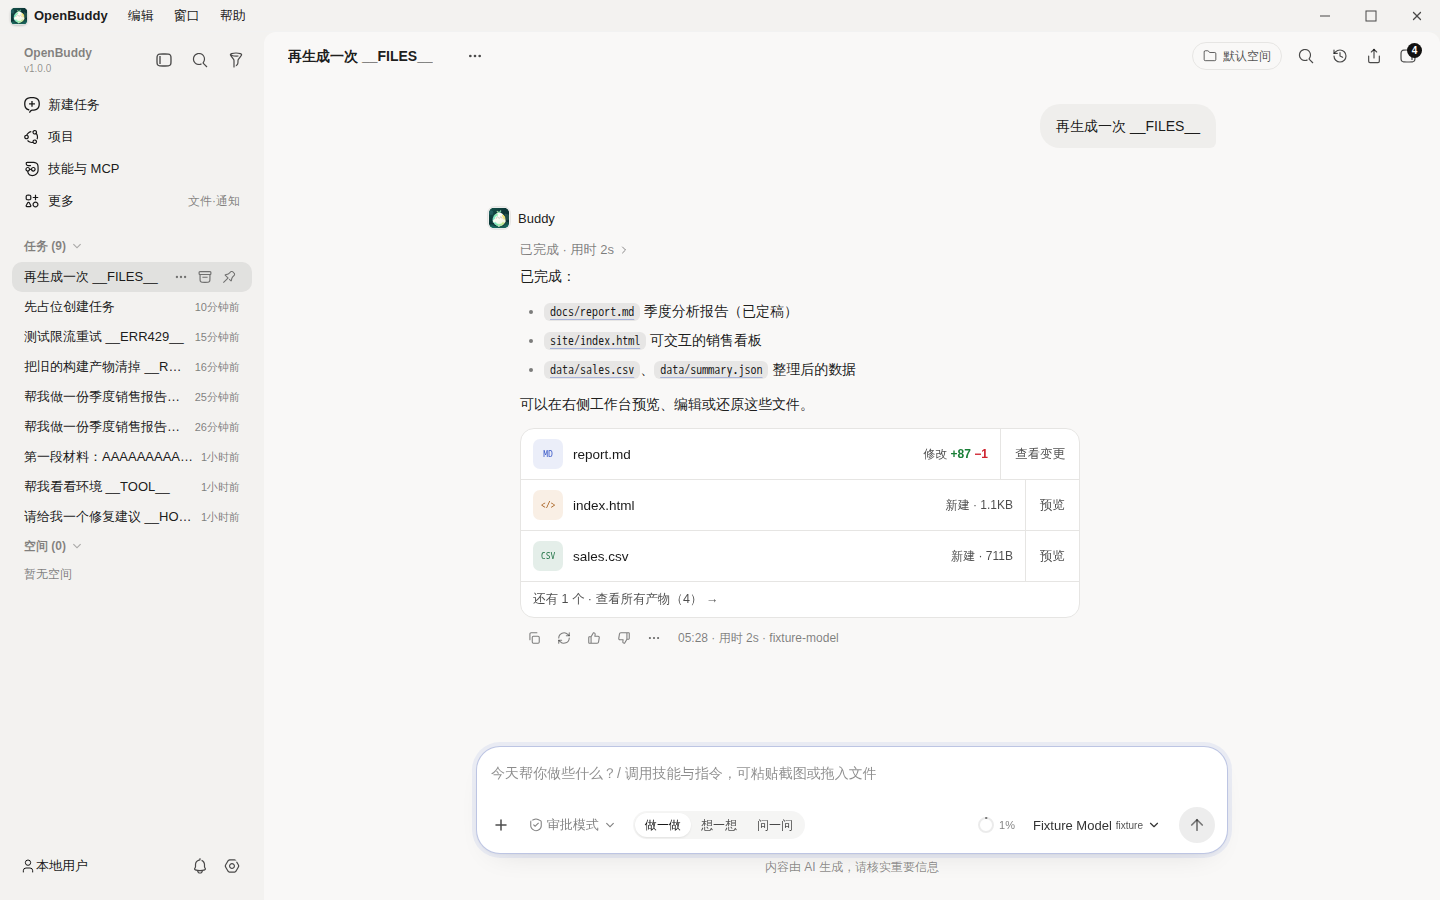 OpenBuddy 编辑 窗口 帮助
OpenBuddy
v1.0.0
新建任务
项目
技能与 MCP
更多 文件·通知
任务 (9)
再生成一次 __FILES__
先占位创建任务 10分钟前
测试限流重试 __ERR429__ 15分钟前
把旧的构建产物清掉 __R… 16分钟前
帮我做一份季度销售报告… 25分钟前
帮我做一份季度销售报告… 26分钟前
第一段材料：AAAAAAAAA… 1小时前
帮我看看环境 __TOOL__ 1小时前
请给我一个修复建议 __HO… 1小时前
空间 (0)
暂无空间
本地用户
再生成一次 __FILES__
默认空间
4
再生成一次 __FILES__
Buddy
已完成 · 用时 2s
已完成：
docs/report.md 季度分析报告（已定稿）
site/index.html 可交互的销售看板
data/sales.csv、data/summary.json 整理后的数据
可以在右侧工作台预览、编辑或还原这些文件。
MD report.md 修改 +87 −1 查看变更
</> index.html 新建 · 1.1KB 预览
CSV sales.csv 新建 · 711B 预览
还有 1 个 · 查看所有产物（4） →
05:28 · 用时 2s · fixture-model
今天帮你做些什么？/ 调用技能与指令，可粘贴截图或拖入文件
审批模式 做一做 想一想 问一问 1% Fixture Model fixture
内容由 AI 生成，请核实重要信息